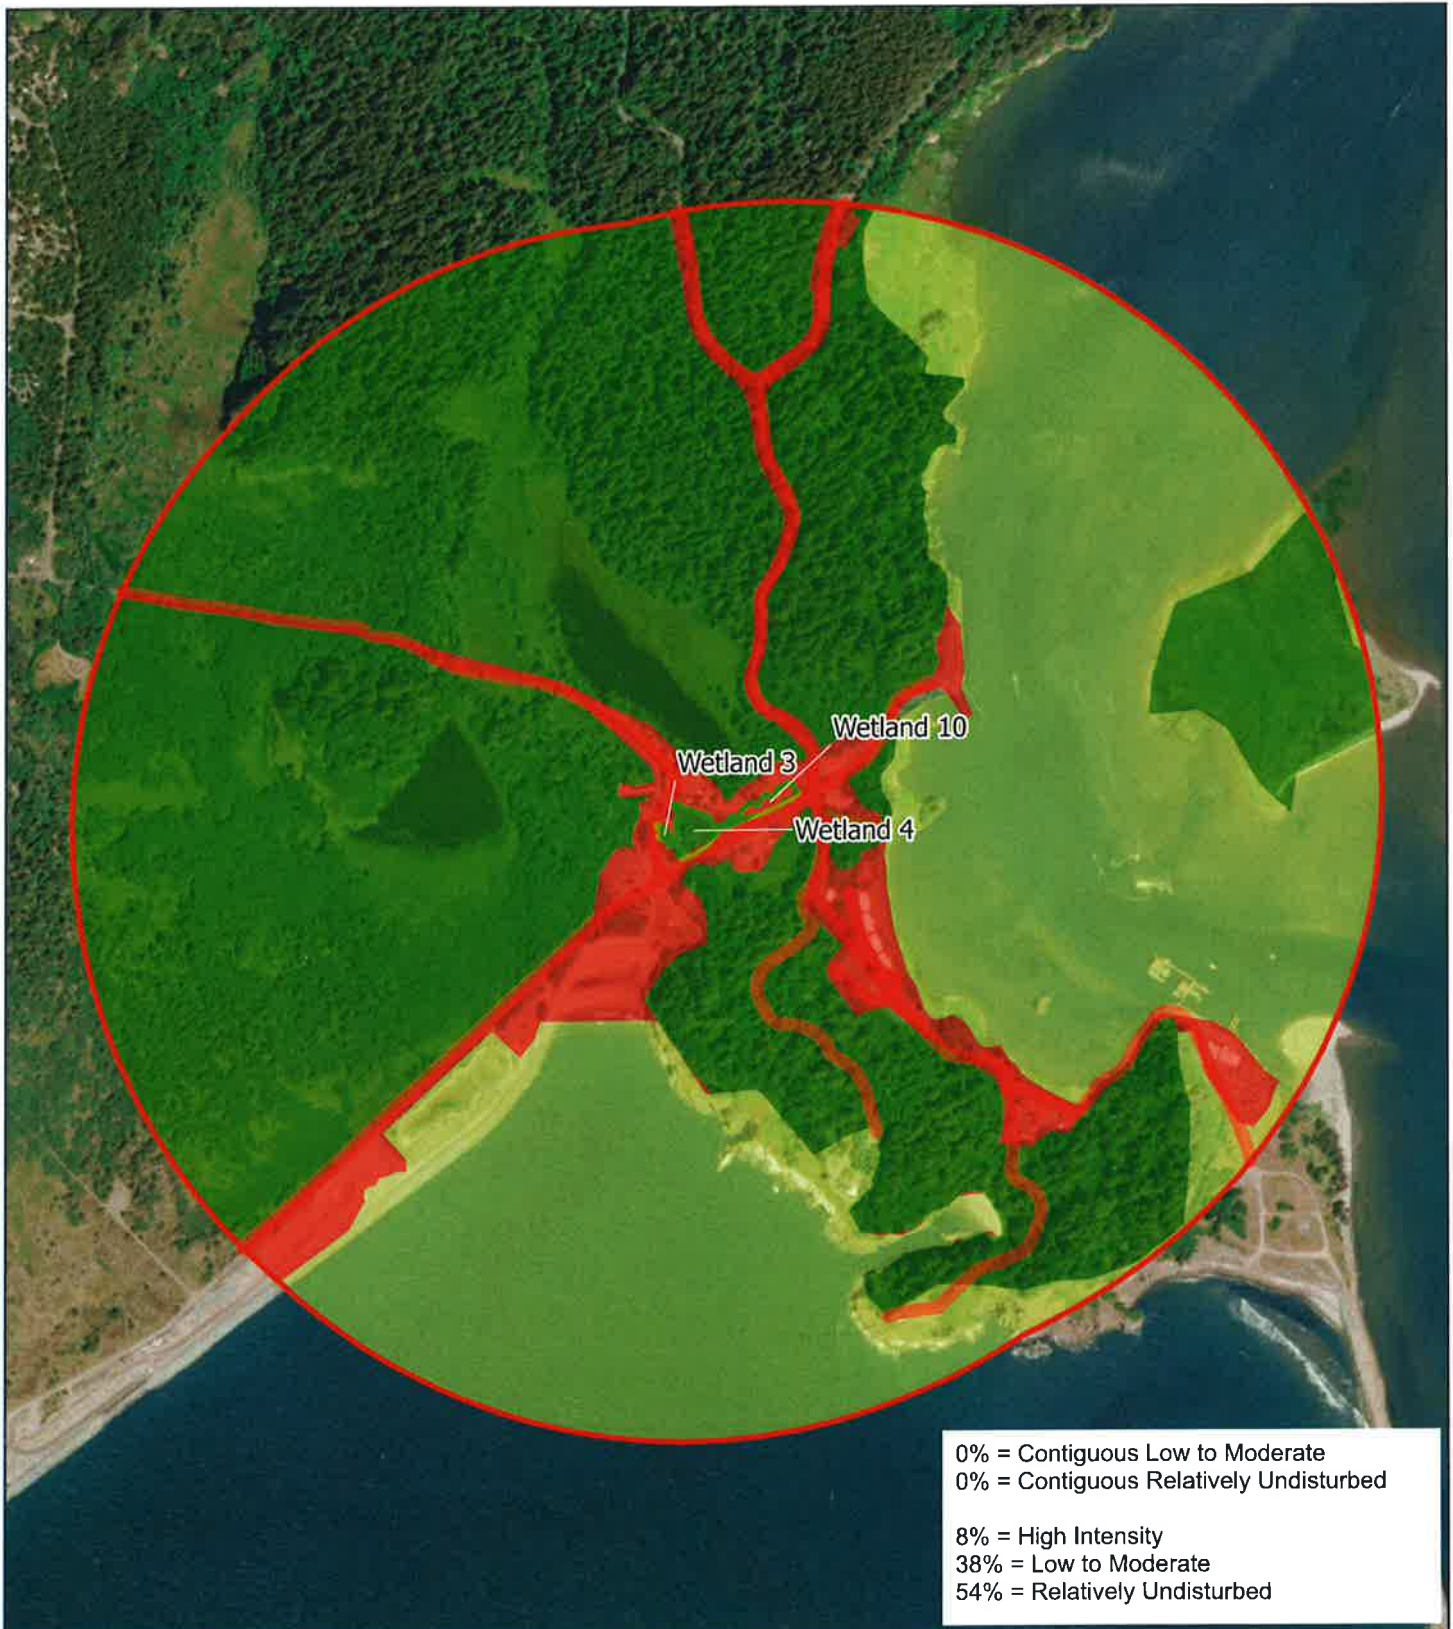 Wetland 10
Wetland 3
Wetland 4
0% = Contiguous Low to Moderate
0% = Contiguous Relatively Undisturbed
8% = High Intensity
38% = Low to Moderate
54% = Relatively Undisturbed